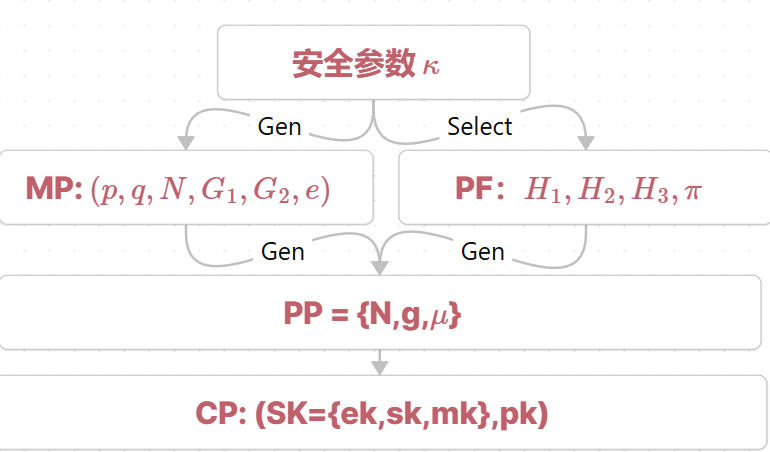 安全参数 κ
Gen
Select
MP: (p, q, N, G₁, G₂, e)
PF： H₁, H₂, H₃, π
Gen
Gen
PP = {N,g,μ}
CP: (SK={ek,sk,mk},pk)